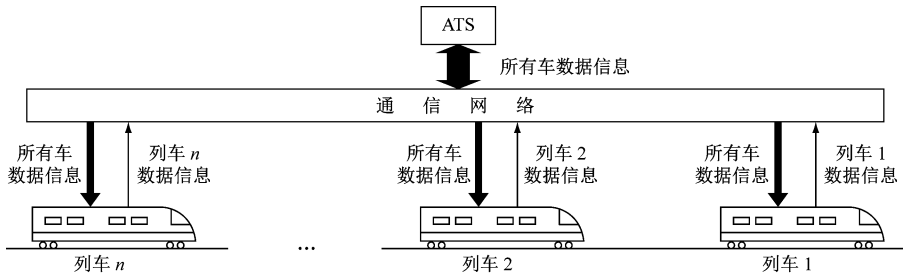 ATS
所有车数据信息
通信网络
所有车
数据信息
列车 n
数据信息
所有车
数据信息
列车 2
数据信息
所有车
数据信息
列车 1
数据信息
...
列车 n
列车 2
列车 1